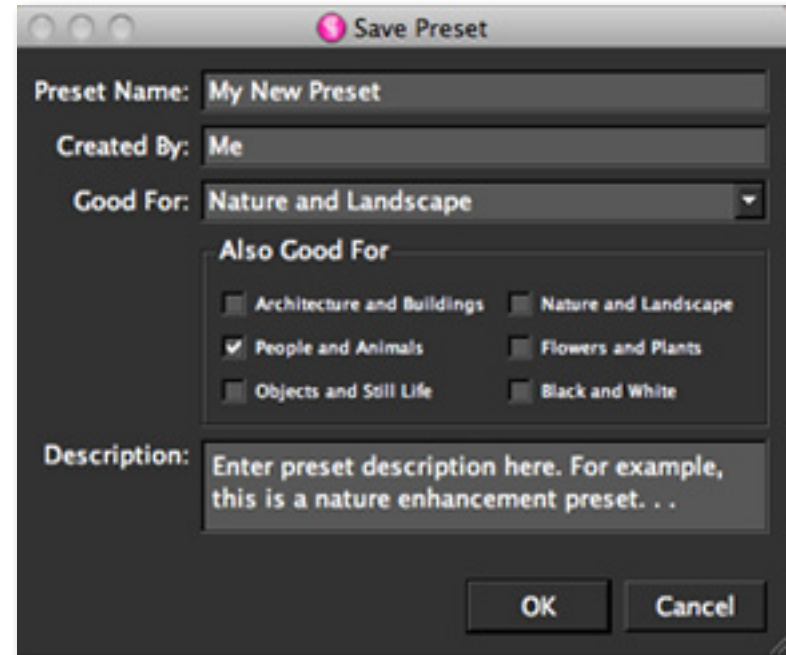 Save Preset
Preset Name: My New Preset
Created By: Me
Good For: Nature and Landscape
Also Good For
Architecture and Buildings Nature and Landscape
People and Animals Flowers and Plants
Objects and Still Life Black and White
Description: Enter preset description here. For example,
this is a nature enhancement preset. . .
OK Cancel